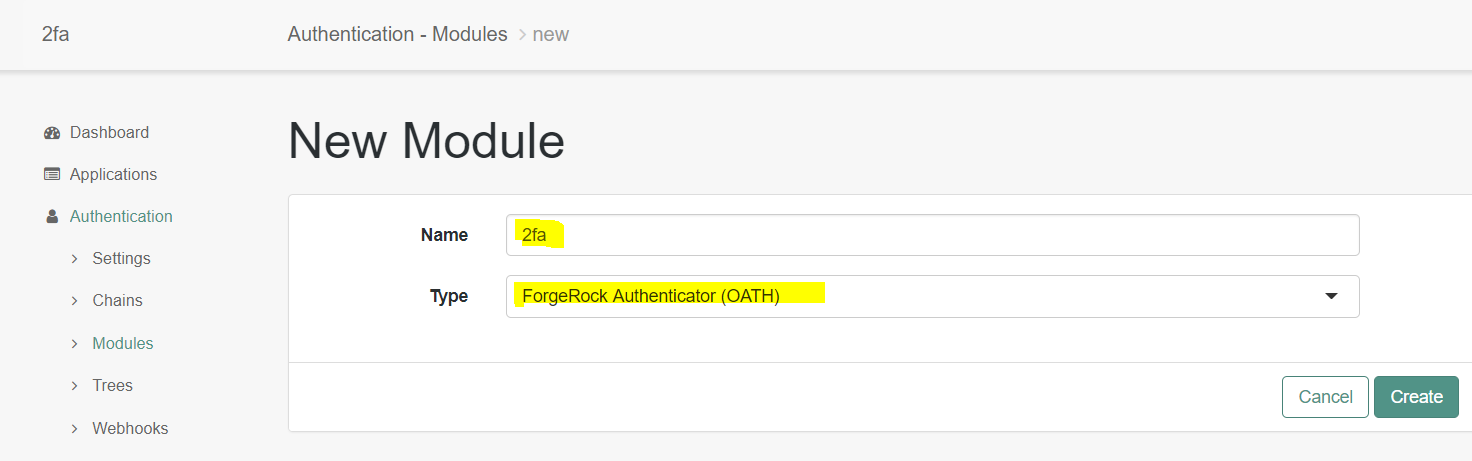 2fa
Authentication - Modules > new
Dashboard
Applications
Authentication
Settings
Chains
Modules
Trees
Webhooks
New Module
Name
2fa
Type
ForgeRock Authenticator (OATH)
Cancel
Create